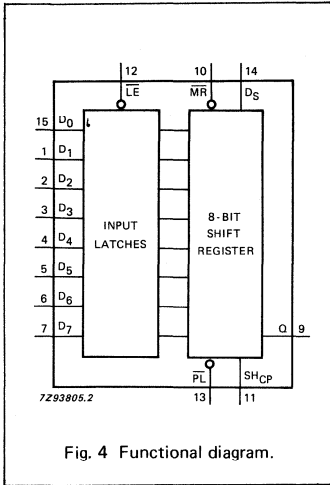 12 10 14
LE MR DS
15 D0
1 D1
2 D2
3 D3
4 D4
5 D5
6 D6
7 D7
INPUT
LATCHES
8-BIT
SHIFT
REGISTER
Q 9
PL SHCP
7Z93805.2 13 11
Fig. 4 Functional diagram.